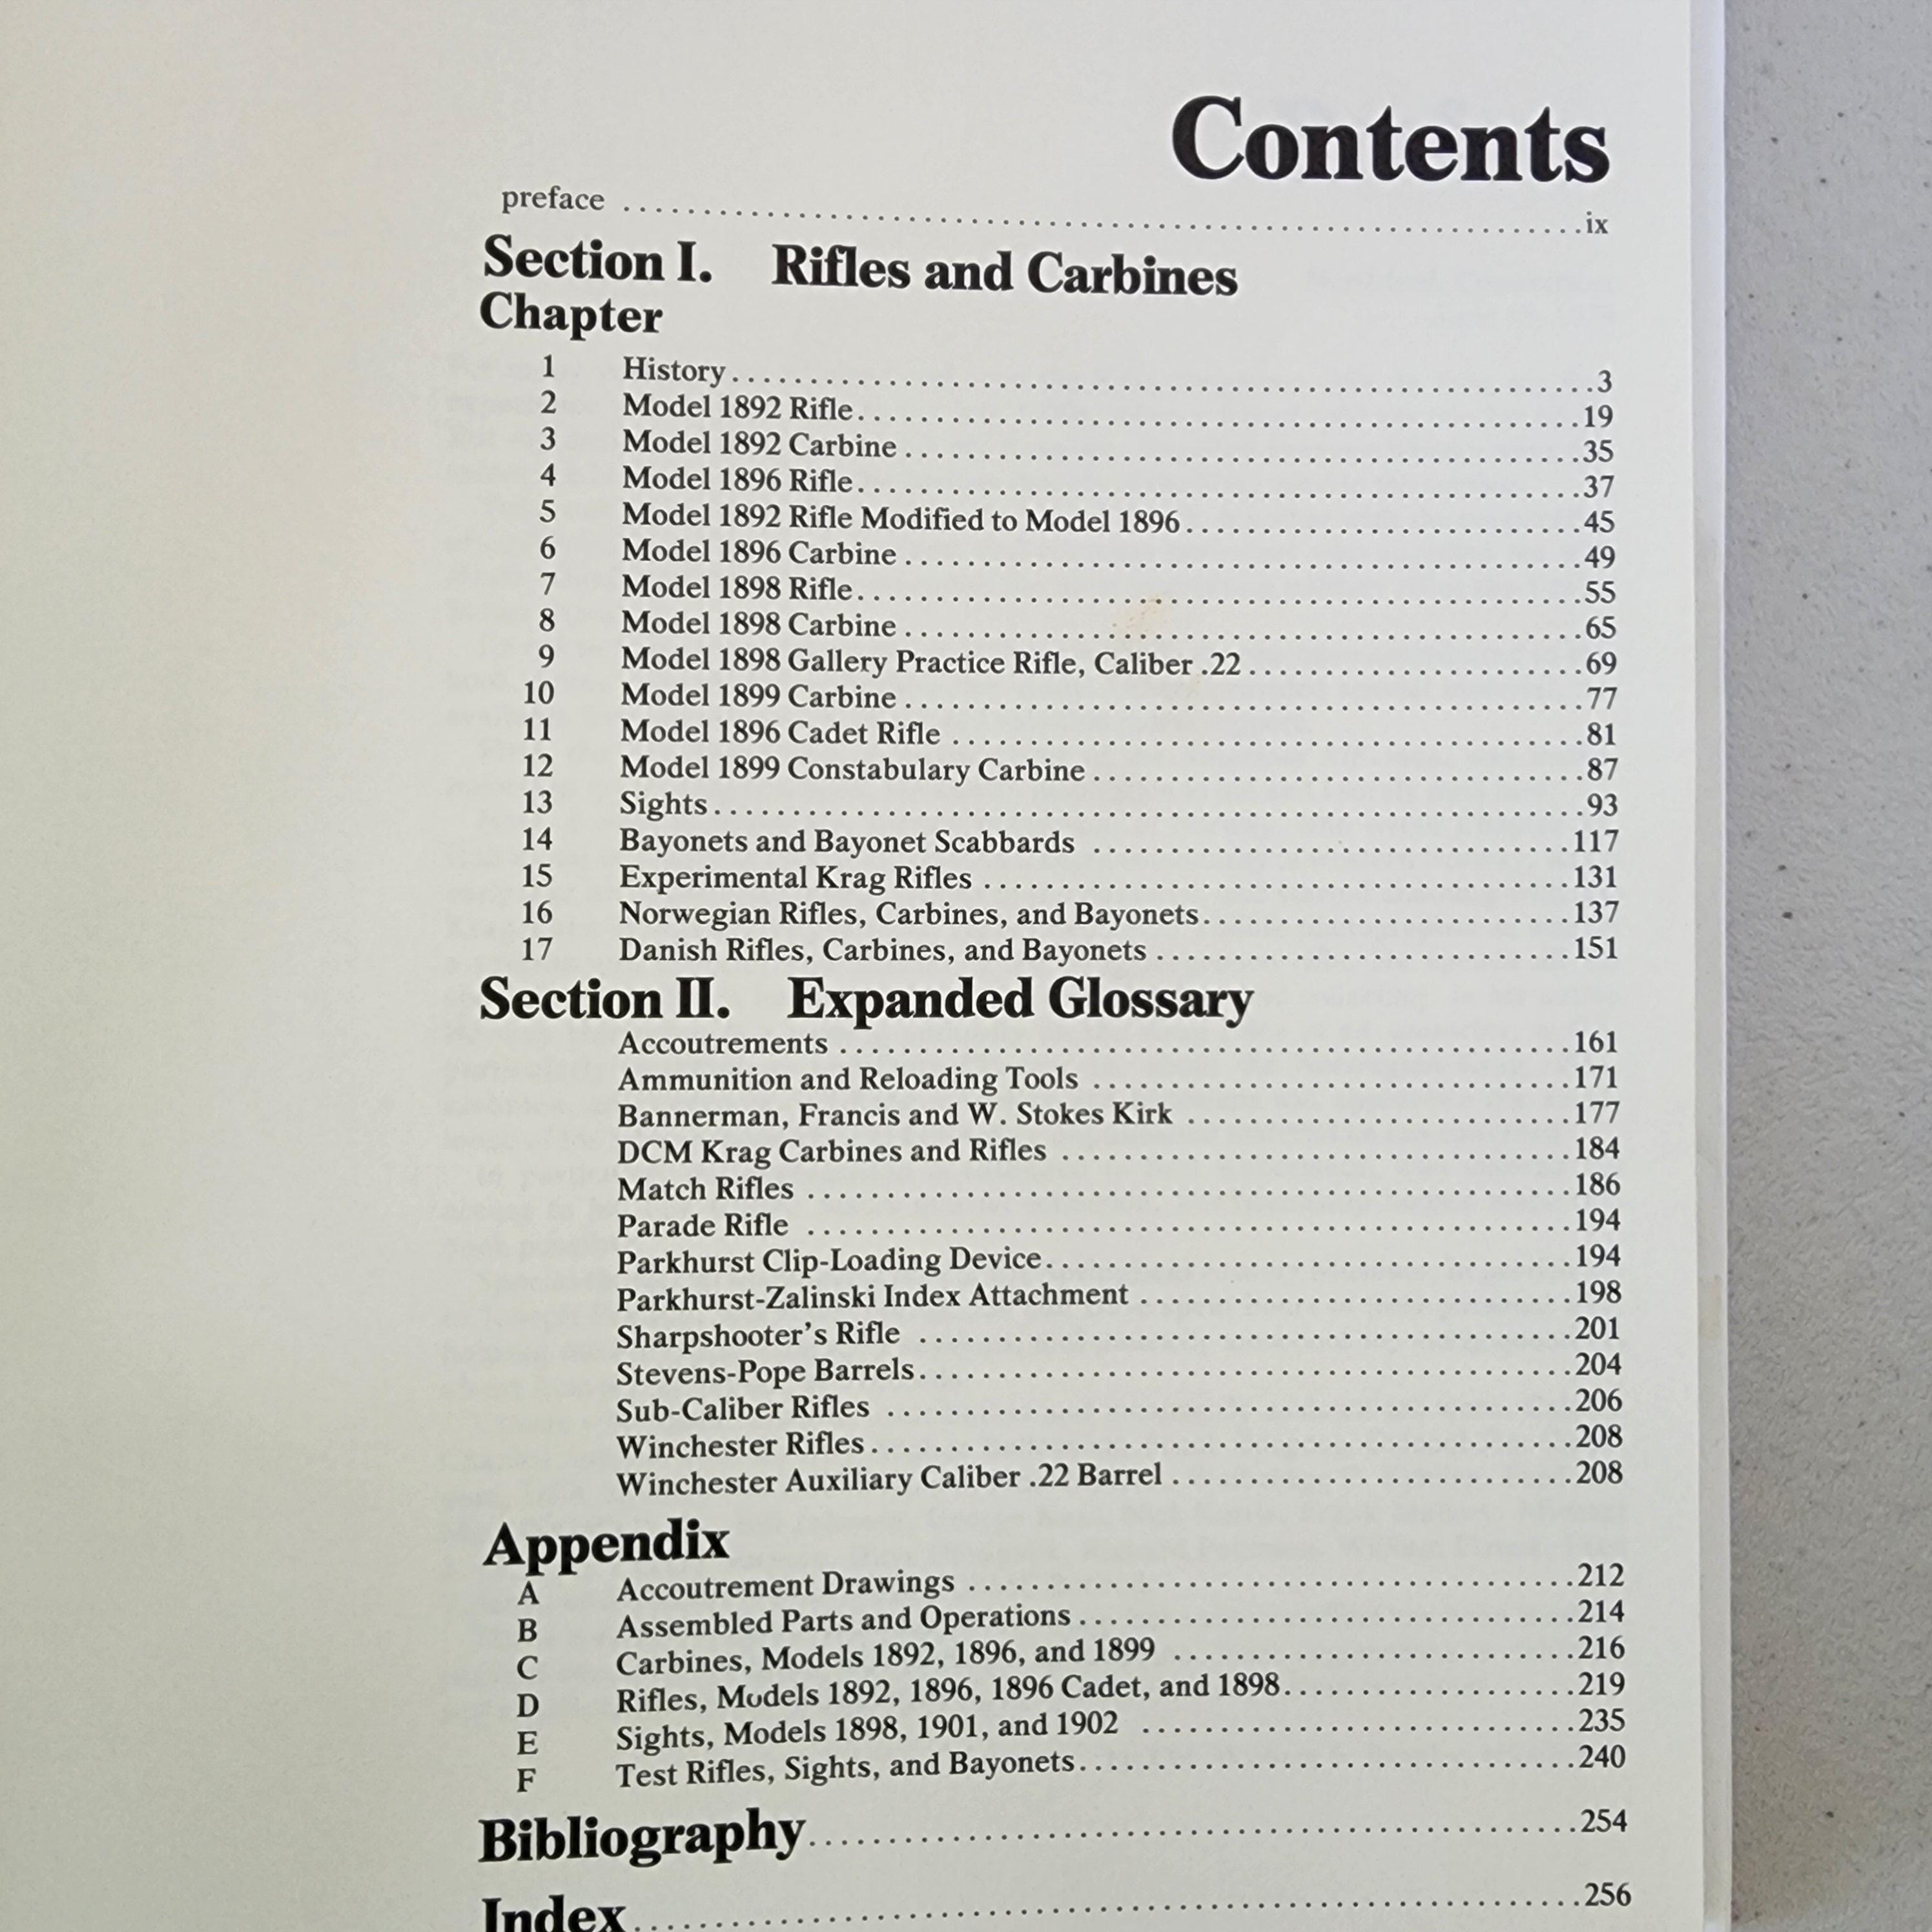 Contents
preface ........ ix
Section I. Rifles and Carbines
Chapter
1 History ........ 3
2 Model 1892 Rifle ........ 19
3 Model 1892 Carbine ........ 35
4 Model 1896 Rifle ........ 37
5 Model 1892 Rifle Modified to Model 1896 ........ 45
6 Model 1896 Carbine ........ 49
7 Model 1898 Rifle ........ 55
8 Model 1898 Carbine ........ 65
9 Model 1898 Gallery Practice Rifle, Caliber .22 ........ 69
10 Model 1899 Carbine ........ 77
11 Model 1896 Cadet Rifle ........ 81
12 Model 1899 Constabulary Carbine ........ 87
13 Sights ........ 93
14 Bayonets and Bayonet Scabbards ........ 117
15 Experimental Krag Rifles ........ 131
16 Norwegian Rifles, Carbines, and Bayonets ........ 137
17 Danish Rifles, Carbines, and Bayonets ........ 151
Section II. Expanded Glossary
Accoutrements ........ 161
Ammunition and Reloading Tools ........ 171
Bannerman, Francis and W. Stokes Kirk ........ 177
DCM Krag Carbines and Rifles ........ 184
Match Rifles ........ 186
Parade Rifle ........ 194
Parkhurst Clip-Loading Device ........ 194
Parkhurst-Zalinski Index Attachment ........ 198
Sharpshooter's Rifle ........ 201
Stevens-Pope Barrels ........ 204
Sub-Caliber Rifles ........ 206
Winchester Rifles ........ 208
Winchester Auxiliary Caliber .22 Barrel ........ 208
Appendix
A Accoutrement Drawings ........ 212
B Assembled Parts and Operations ........ 214
C Carbines, Models 1892, 1896, and 1899 ........ 216
D Rifles, Models 1892, 1896, 1896 Cadet, and 1898 ........ 219
E Sights, Models 1898, 1901, and 1902 ........ 235
F Test Rifles, Sights, and Bayonets ........ 240
Bibliography ........ 254
Index ........ 256